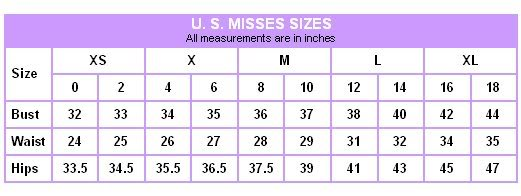 U. S. MISSES SIZES
All measurements are in inches
Size XS X M L XL
0 2 4 6 8 10 12 14 16 18
Bust 32 33 34 35 36 37 38 40 42 44
Waist 24 25 26 27 28 29 31 32 34 35
Hips 33.5 34.5 35.5 36.5 37.5 39 41 43 45 47